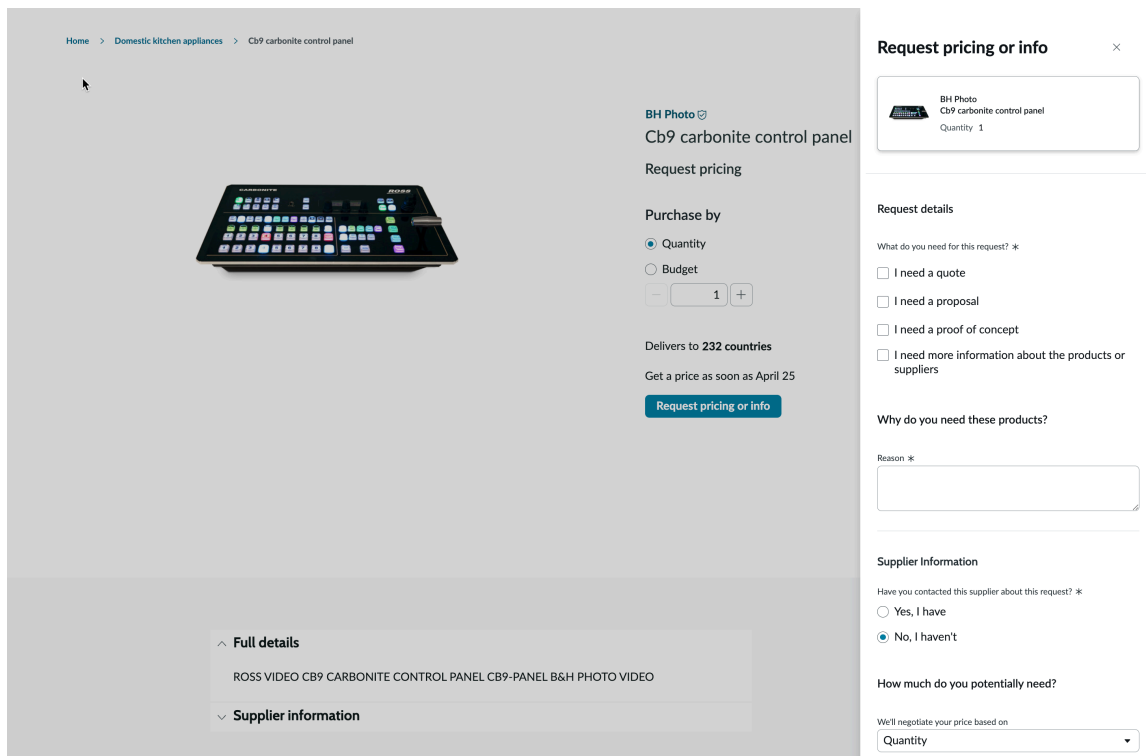 Home > Domestic kitchen appliances > Cb9 carbonite control panel
CARBONITE
ROSS
BH Photo
Cb9 carbonite control panel
Request pricing
Purchase by
Quantity
Budget
1
Delivers to 232 countries
Get a price as soon as April 25
Request pricing or info
Full details
ROSS VIDEO CB9 CARBONITE CONTROL PANEL CB9-PANEL B&H PHOTO VIDEO
Supplier information
Request pricing or info
BH Photo
Cb9 carbonite control panel
Quantity 1
Request details
What do you need for this request? *
I need a quote
I need a proposal
I need a proof of concept
I need more information about the products or
suppliers
Why do you need these products?
Reason *
Supplier Information
Have you contacted this supplier about this request? *
Yes, I have
No, I haven't
How much do you potentially need?
We'll negotiate your price based on
Quantity